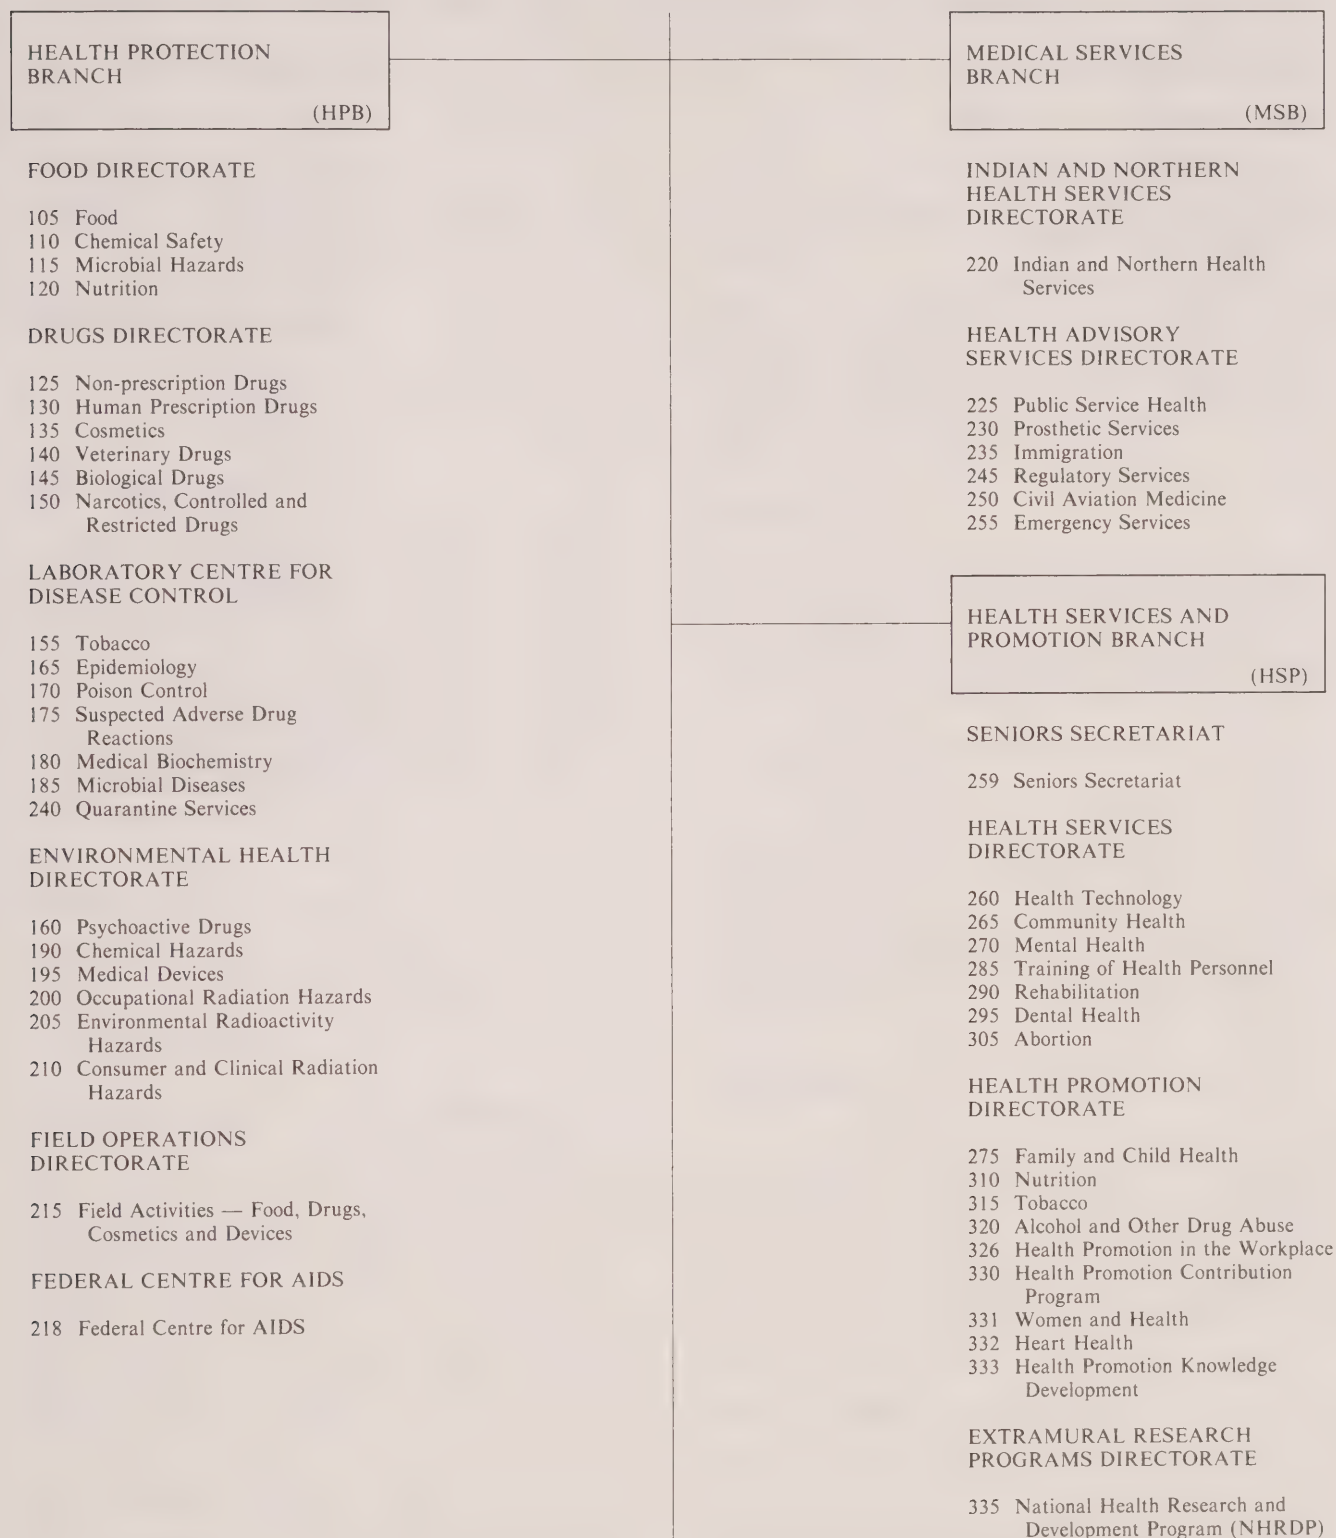 HEALTH PROTECTION
BRANCH
(HPB)
FOOD DIRECTORATE
105 Food
110 Chemical Safety
115 Microbial Hazards
120 Nutrition
DRUGS DIRECTORATE
125 Non-prescription Drugs
130 Human Prescription Drugs
135 Cosmetics
140 Veterinary Drugs
145 Biological Drugs
150 Narcotics, Controlled and
Restricted Drugs
LABORATORY CENTRE FOR
DISEASE CONTROL
155 Tobacco
165 Epidemiology
170 Poison Control
175 Suspected Adverse Drug
Reactions
180 Medical Biochemistry
185 Microbial Diseases
240 Quarantine Services
ENVIRONMENTAL HEALTH
DIRECTORATE
160 Psychoactive Drugs
190 Chemical Hazards
195 Medical Devices
200 Occupational Radiation Hazards
205 Environmental Radioactivity
Hazards
210 Consumer and Clinical Radiation
Hazards
FIELD OPERATIONS
DIRECTORATE
215 Field Activities — Food, Drugs,
Cosmetics and Devices
FEDERAL CENTRE FOR AIDS
218 Federal Centre for AIDS
MEDICAL SERVICES
BRANCH
(MSB)
INDIAN AND NORTHERN
HEALTH SERVICES
DIRECTORATE
220 Indian and Northern Health
Services
HEALTH ADVISORY
SERVICES DIRECTORATE
225 Public Service Health
230 Prosthetic Services
235 Immigration
245 Regulatory Services
250 Civil Aviation Medicine
255 Emergency Services
HEALTH SERVICES AND
PROMOTION BRANCH
(HSP)
SENIORS SECRETARIAT
259 Seniors Secretariat
HEALTH SERVICES
DIRECTORATE
260 Health Technology
265 Community Health
270 Mental Health
285 Training of Health Personnel
290 Rehabilitation
295 Dental Health
305 Abortion
HEALTH PROMOTION
DIRECTORATE
275 Family and Child Health
310 Nutrition
315 Tobacco
320 Alcohol and Other Drug Abuse
326 Health Promotion in the Workplace
330 Health Promotion Contribution
Program
331 Women and Health
332 Heart Health
333 Health Promotion Knowledge
Development
EXTRAMURAL RESEARCH
PROGRAMS DIRECTORATE
335 National Health Research and
Development Program (NHRDP)